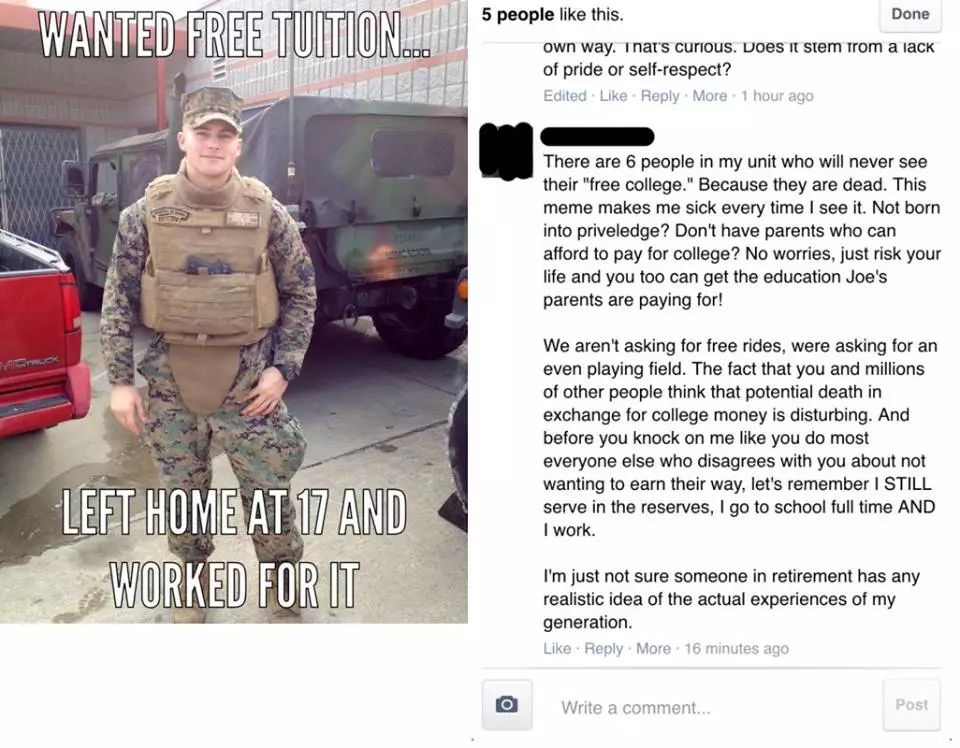 WANTED FREE TUITION...
LEFT HOME AT 17 AND
WORKED FOR IT
5 people like this.
Done
own way. That's curious. Does it stem from a lack
of pride or self-respect?
Edited · Like · Reply · More · 1 hour ago
There are 6 people in my unit who will never see
their "free college." Because they are dead. This
meme makes me sick every time I see it. Not born
into priveledge? Don't have parents who can
afford to pay for college? No worries, just risk your
life and you too can get the education Joe's
parents are paying for!
We aren't asking for free rides, were asking for an
even playing field. The fact that you and millions
of other people think that potential death in
exchange for college money is disturbing. And
before you knock on me like you do most
everyone else who disagrees with you about not
wanting to earn their way, let's remember I STILL
serve in the reserves, I go to school full time AND
I work.
I'm just not sure someone in retirement has any
realistic idea of the actual experiences of my
generation.
Like · Reply · More · 16 minutes ago
Write a comment...
Post